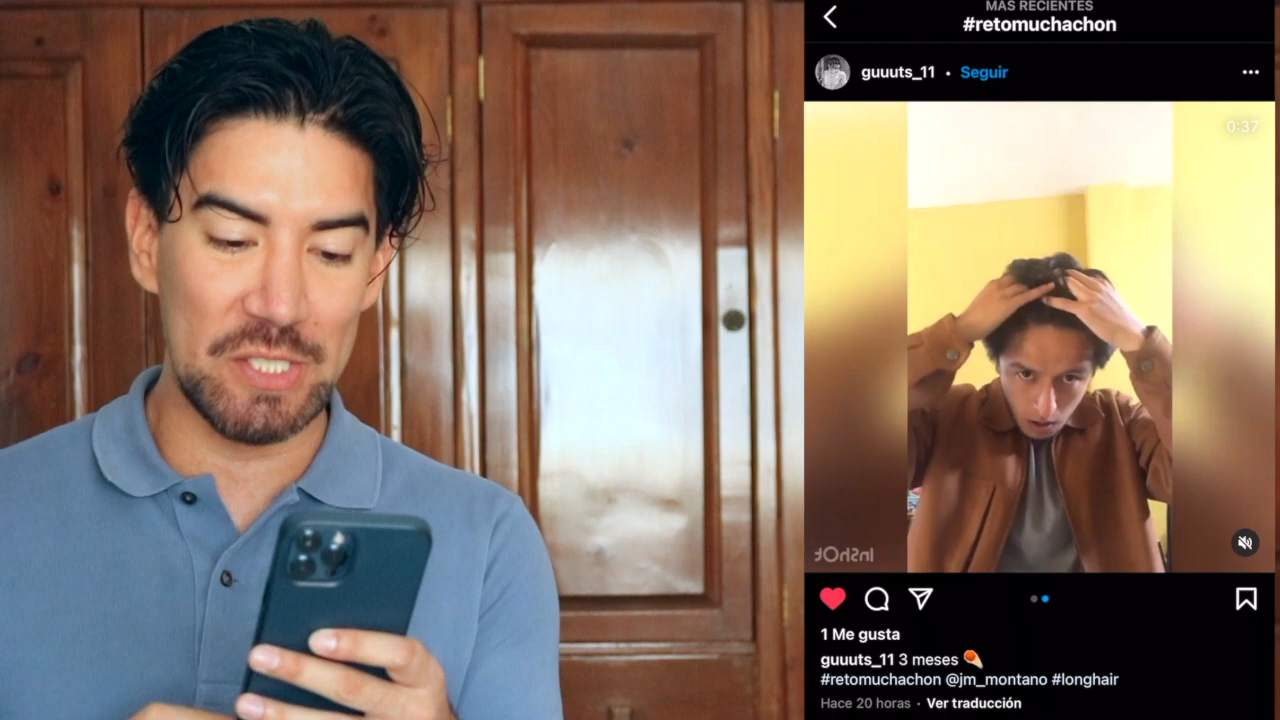 MÁS RECIENTES
#retomuchachon
guuuts_11 • Seguir
0:37
InShOt
1 Me gusta
guuuts_11 3 meses
#retomuchachon @jm_montano #longhair
Hace 20 horas · Ver traducción